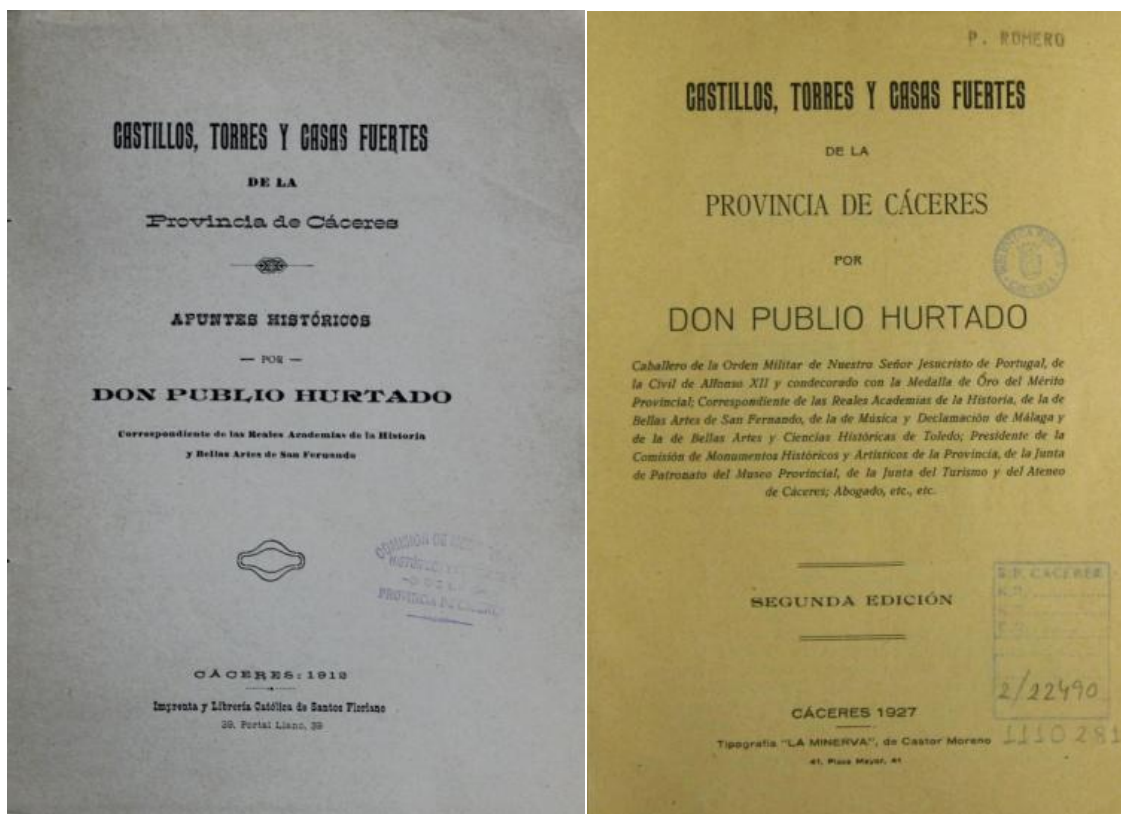 CASTILLOS, TORRES Y CASAS FUERTES
DE LA
Provincia de Cáceres
APUNTES HISTÓRICOS
— POR —
DON PUBLIO HURTADO
Correspondiente de las Reales Academias de la Historia
y Bellas Artes de San Fernando
COMISIÓN DE
PROVINCIA DE
CÁCERES: 1912
Imprenta y Librería Católica de Santos Floriano
39, Portal Llano, 39
P. ROMERO
CASTILLOS, TORRES Y CASAS FUERTES
DE LA
PROVINCIA DE CÁCERES
POR
DON PUBLIO HURTADO
Caballero de la Orden Militar de Nuestro Señor Jesucristo de Portugal, de
la Civil de Alfonso XII y condecorado con la Medalla de Oro del Mérito
Provincial; Correspondiente de las Reales Academias de la Historia, de la de
Bellas Artes de San Fernando, de la de Música y Declamación de Málaga y
de la de Bellas Artes y Ciencias Históricas de Toledo; Presidente de la
Comisión de Monumentos Históricos y Artísticos de la Provincia, de la Junta
de Patronato del Museo Provincial, de la Junta del Turismo y del Ateneo
de Cáceres; Abogado, etc., etc.
SEGUNDA EDICIÓN
B.P. CACERES
2/22490
1110281
CÁCERES 1927
Tipografía "LA MINERVA", de Castor Moreno
41, Plaza Mayor, 41